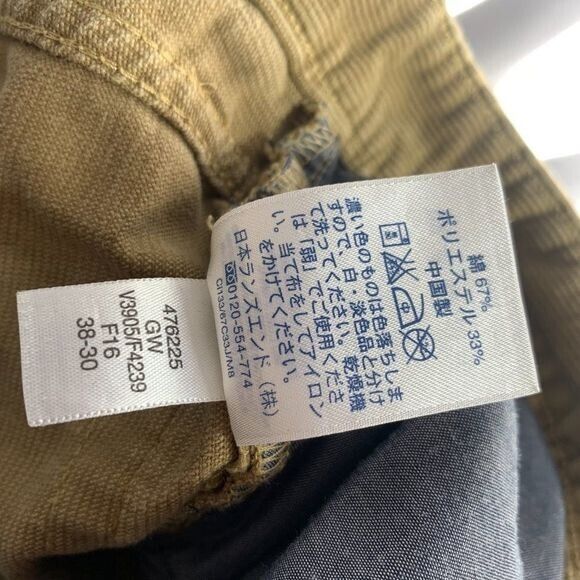 綿 67%
ポリエステル 33%
中国製
濃い色のものは色落ちしま
すので、白・淡色品と分け
て洗ってください。乾燥機
は「弱」でご使用くださ
当て布をしてアイロン
をかけてください。
日本ランズエンド（株）
0120-554-774
CI133/67C33J/MB
476225
GW
V3905/F4239
F16
38-30